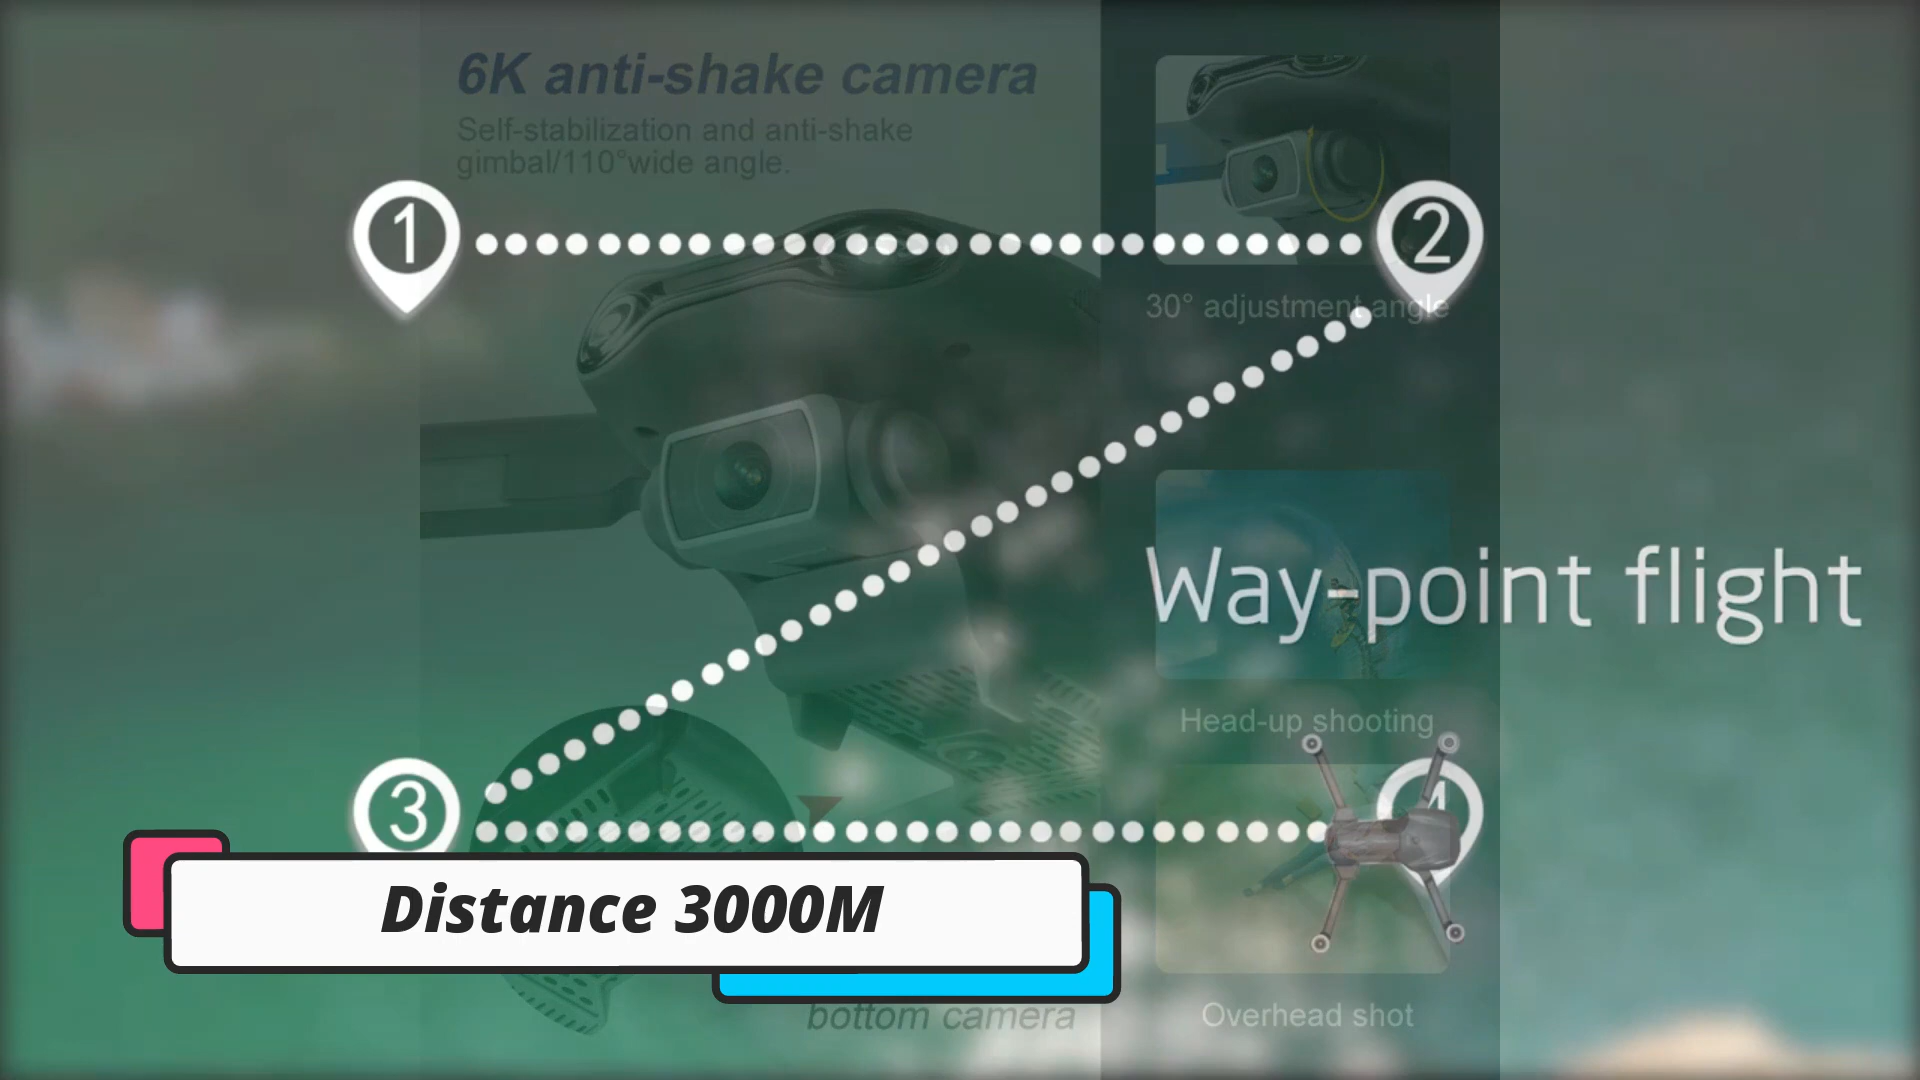 6K anti-shake camera
Self-stabilization and anti-shake
gimbal/110°wide angle.
1
2
30° adjustment angle
Way-point flight
Head-up shooting
3
4
Distance 3000M
bottom camera
Overhead shot